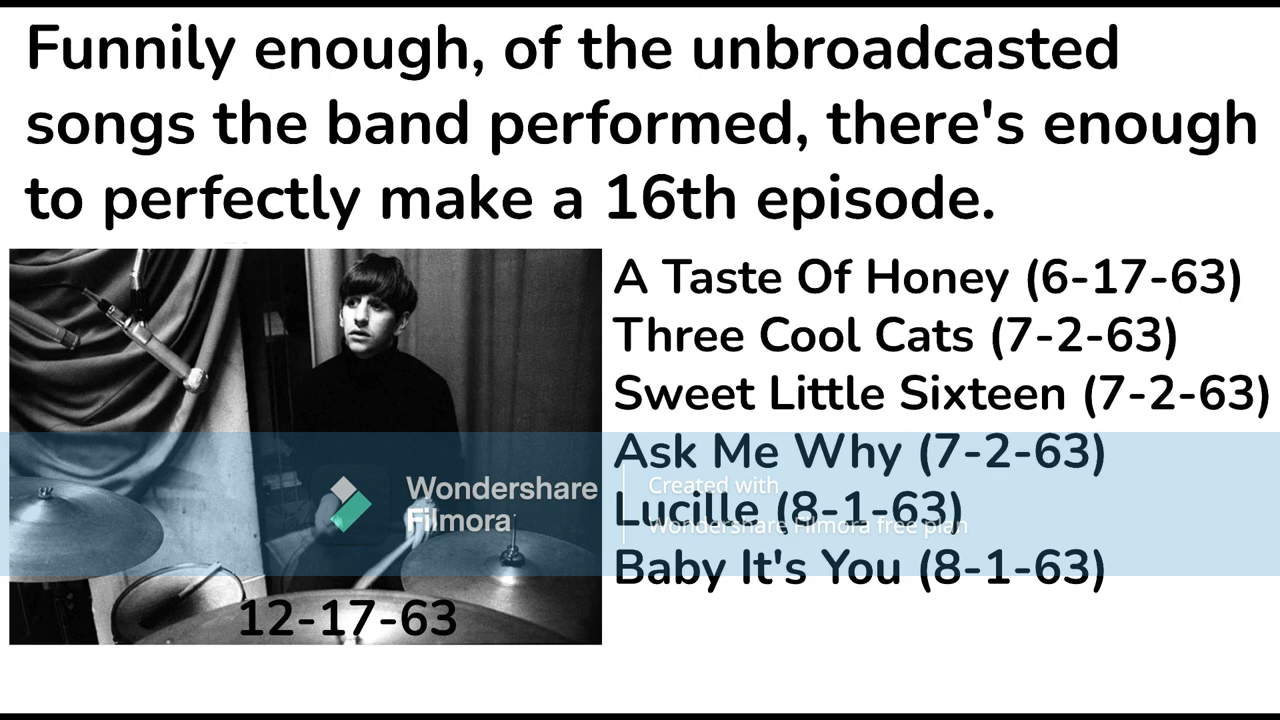 Funnily enough, of the unbroadcasted
songs the band performed, there's enough
to perfectly make a 16th episode.
A Taste Of Honey (6-17-63)
Three Cool Cats (7-2-63)
Sweet Little Sixteen (7-2-63)
Ask Me Why (7-2-63)
Lucille (8-1-63)
Baby It's You (8-1-63)
Wondershare
Filmora
Created with
Wondershare Filmora free plan
12-17-63